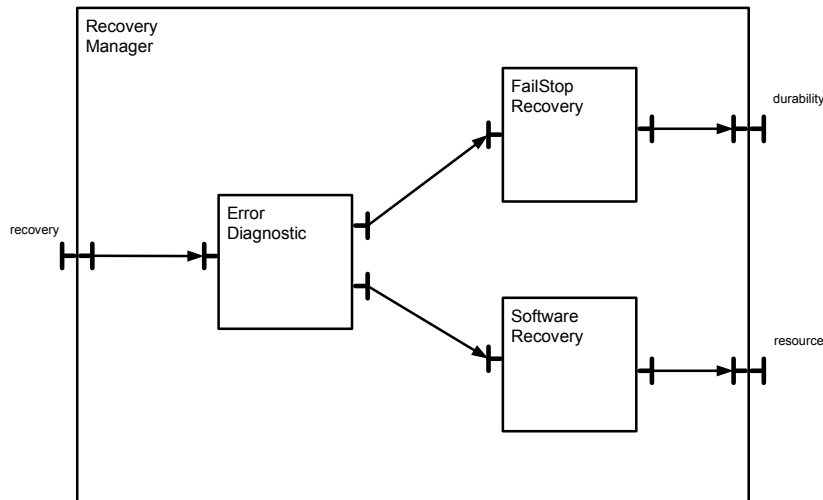 Recovery
Manager
FailStop
Recovery
durability
Error
Diagnostic
recovery
Software
Recovery
resource